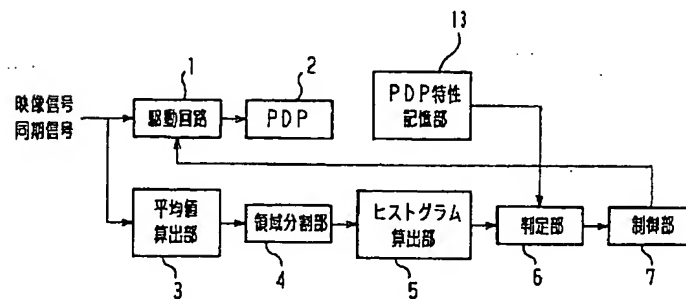 13
1
2
映像信号
同期信号
駆動回路
PDP
PDP特性
記憶部
平均値
算出部
領域分割部
ヒストグラム
算出部
判定部
制御部
3
4
5
6
7